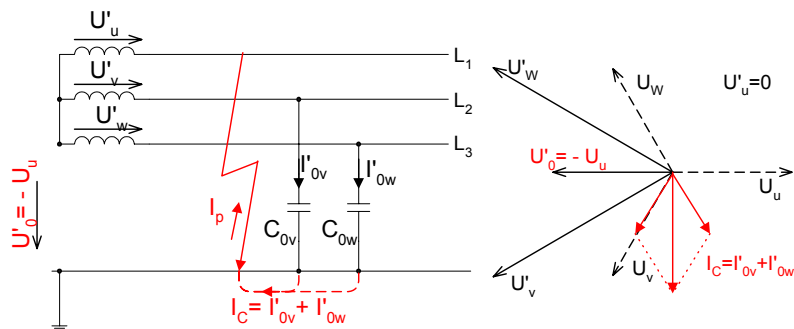 U'u
L1
U'v
L2
U'w
L3
U'0= - Uu
Ip
I'0v
I'0w
C0v
C0w
IC= I'0v+ I'0w
U'W
UW
U'u=0
U'0= - Uu
Uu
Uv
IC=I'0v+I'0w
U'v